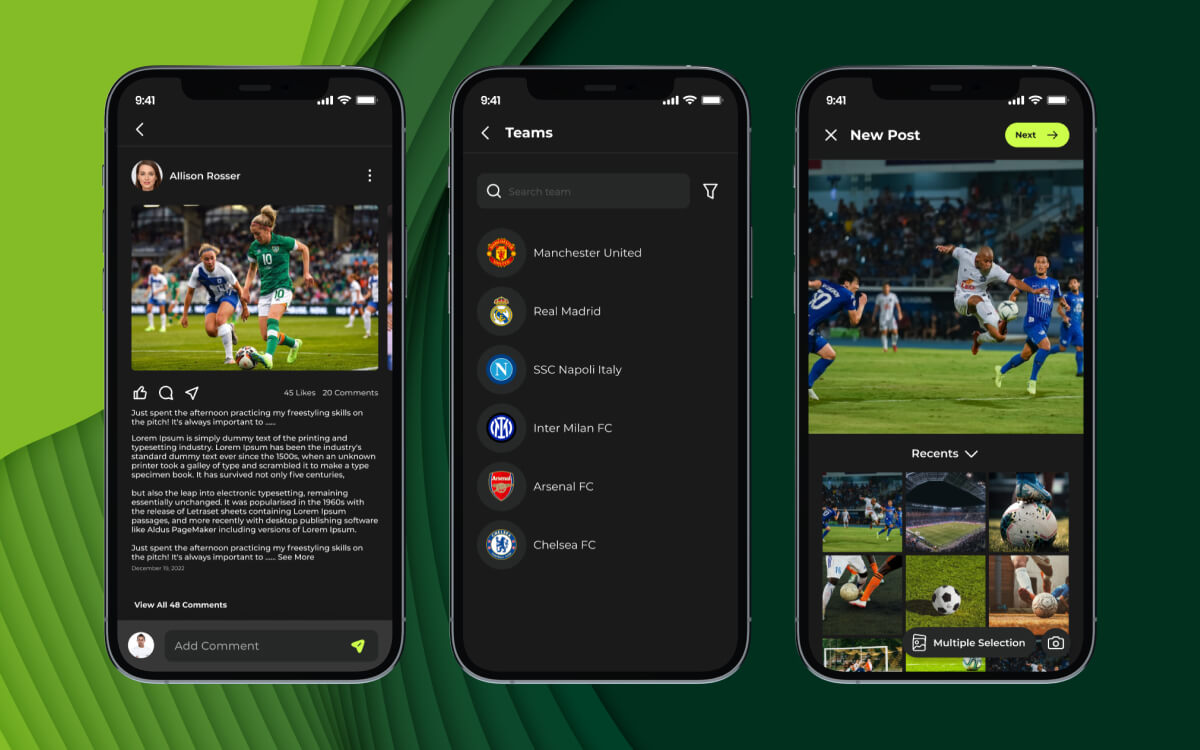 9:41
Allison Rosser
10
10
45 Likes 20 Comments
Just spent the afternoon practicing my freestyling skills on
the pitch! It's always important to ......
Lorem Ipsum is simply dummy text of the printing and
typesetting industry. Lorem Ipsum has been the industry's
standard dummy text ever since the 1500s, when an unknown
printer took a galley of type and scrambled it to make a type
specimen book. It has survived not only five centuries,
but also the leap into electronic typesetting, remaining
essentially unchanged. It was popularised in the 1960s with
the release of Letraset sheets containing Lorem Ipsum
passages, and more recently with desktop publishing software
like Aldus PageMaker including versions of Lorem Ipsum.
Just spent the afternoon practicing my freestyling skills on
the pitch! It's always important to ...... See More
December 19, 2022
View All 48 Comments
Add Comment
9:41
Teams
Search team
Manchester United
Real Madrid
N
SSC Napoli Italy
Inter Milan FC
Arsenal
Arsenal FC
Chelsea FC
9:41
New Post
Next
10
Recents
Multiple Selection